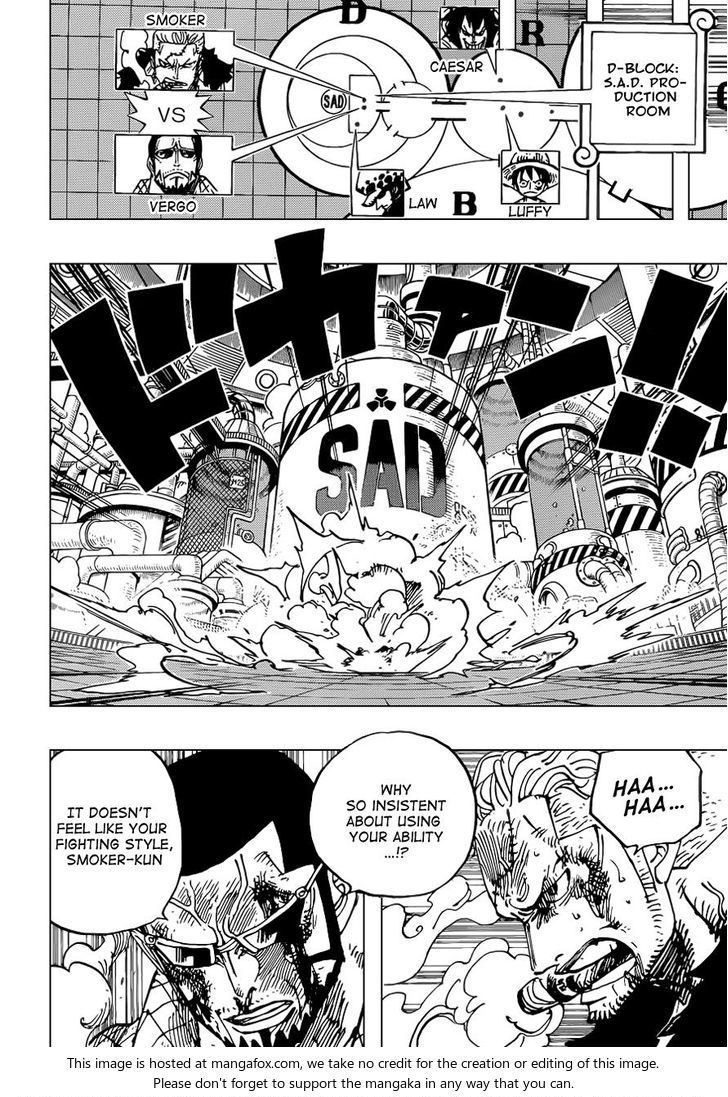 SMOKER
VS
VERGO
D
R
CAESAR
SAD
LAW
B
LUFFY
D-BLOCK:
S.A.D. PRO-
DUCTION
ROOM
ドカァン!!
SAD
HAA...
HAA...
WHY
SO INSISTENT
ABOUT USING
YOUR ABILITY
...!?
IT DOESN'T
FEEL LIKE YOUR
FIGHTING STYLE,
SMOKER-KUN
This image is hosted at mangafox.com, we take no credit for the creation or editing of this image.
Please don't forget to support the mangaka in any way that you can.